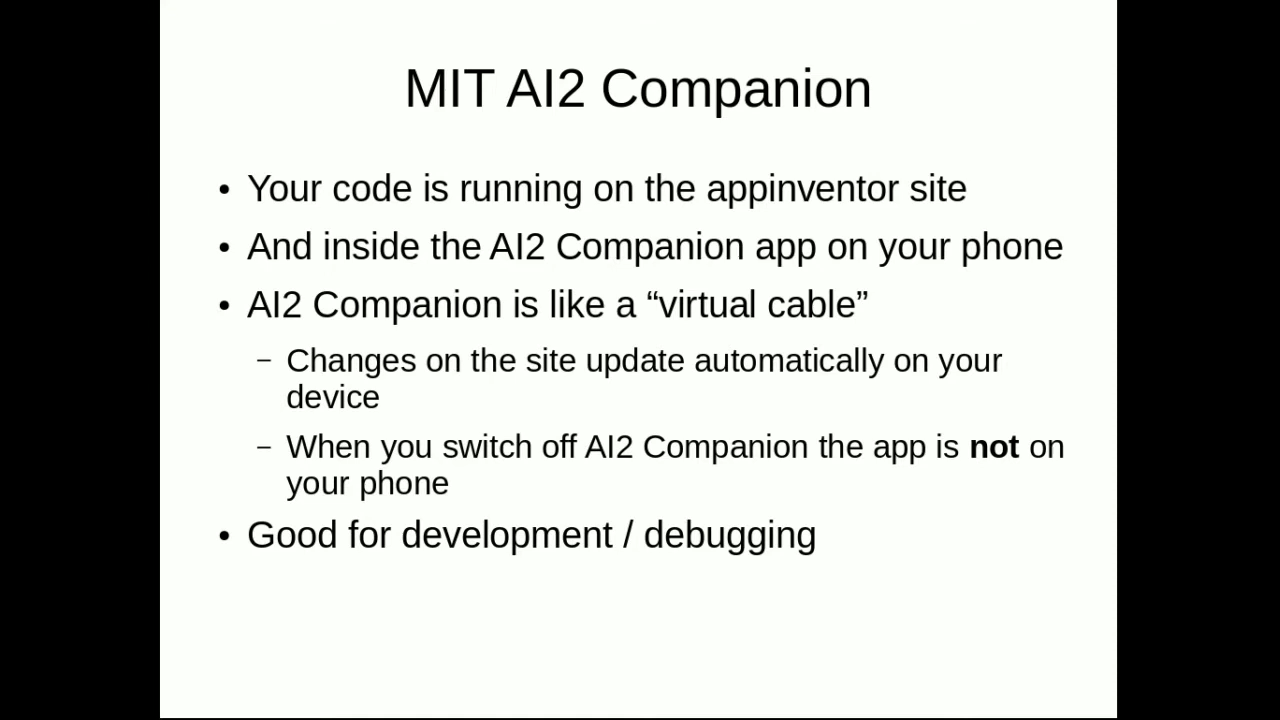 MIT AI2 Companion
• Your code is running on the appinventor site
• And inside the AI2 Companion app on your phone
• AI2 Companion is like a “virtual cable”
– Changes on the site update automatically on your
device
– When you switch off AI2 Companion the app is not on
your phone
• Good for development / debugging